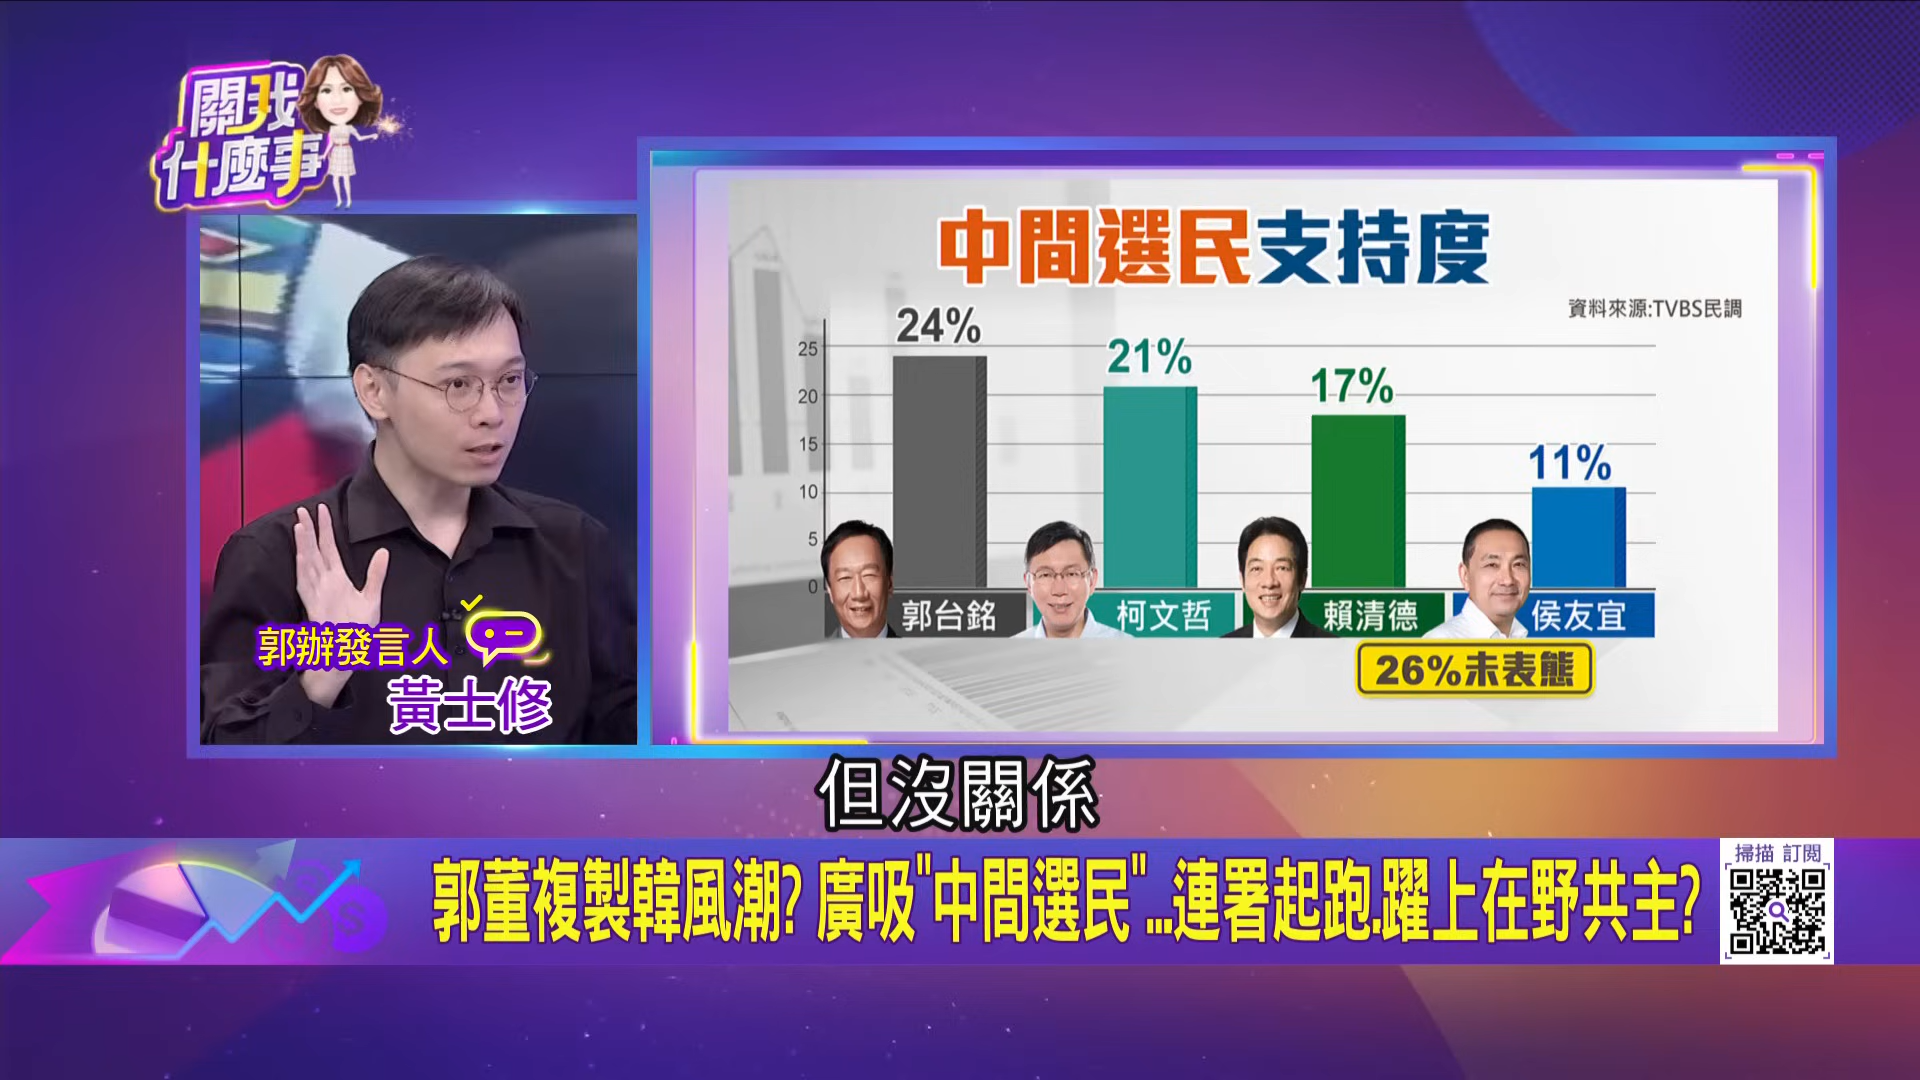 關我
什麼事
中間選民支持度
資料來源:TVBS民調
24%
21%
17%
11%
25
20
15
10
5
0
郭台銘
柯文哲
賴清德
侯友宜
26%未表態
郭辦發言人
黃士修
但沒關係
郭董複製韓風潮? 廣吸"中間選民"...連署起跑.躍上在野共主?
掃描 訂閱